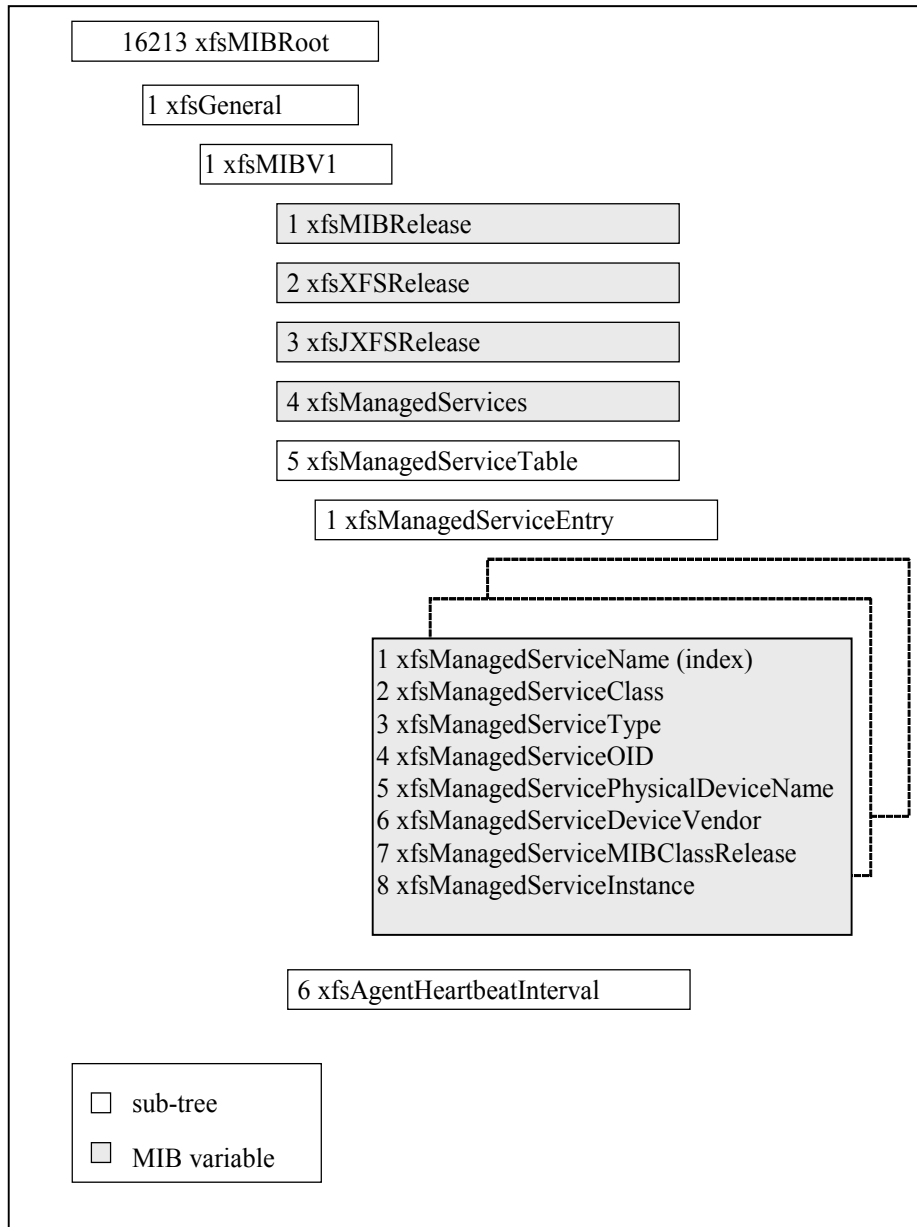 16213 xfsMIBRoot
1 xfsGeneral
1 xfsMIBV1
1 xfsMIBRelease
2 xfsXFSRelease
3 xfsJXFSRelease
4 xfsManagedServices
5 xfsManagedServiceTable
1 xfsManagedServiceEntry
1 xfsManagedServiceName (index)
2 xfsManagedServiceClass
3 xfsManagedServiceType
4 xfsManagedServiceOID
5 xfsManagedServicePhysicalDeviceName
6 xfsManagedServiceDeviceVendor
7 xfsManagedServiceMIBClassRelease
8 xfsManagedServiceInstance
6 xfsAgentHeartbeatInterval
sub-tree
MIB variable